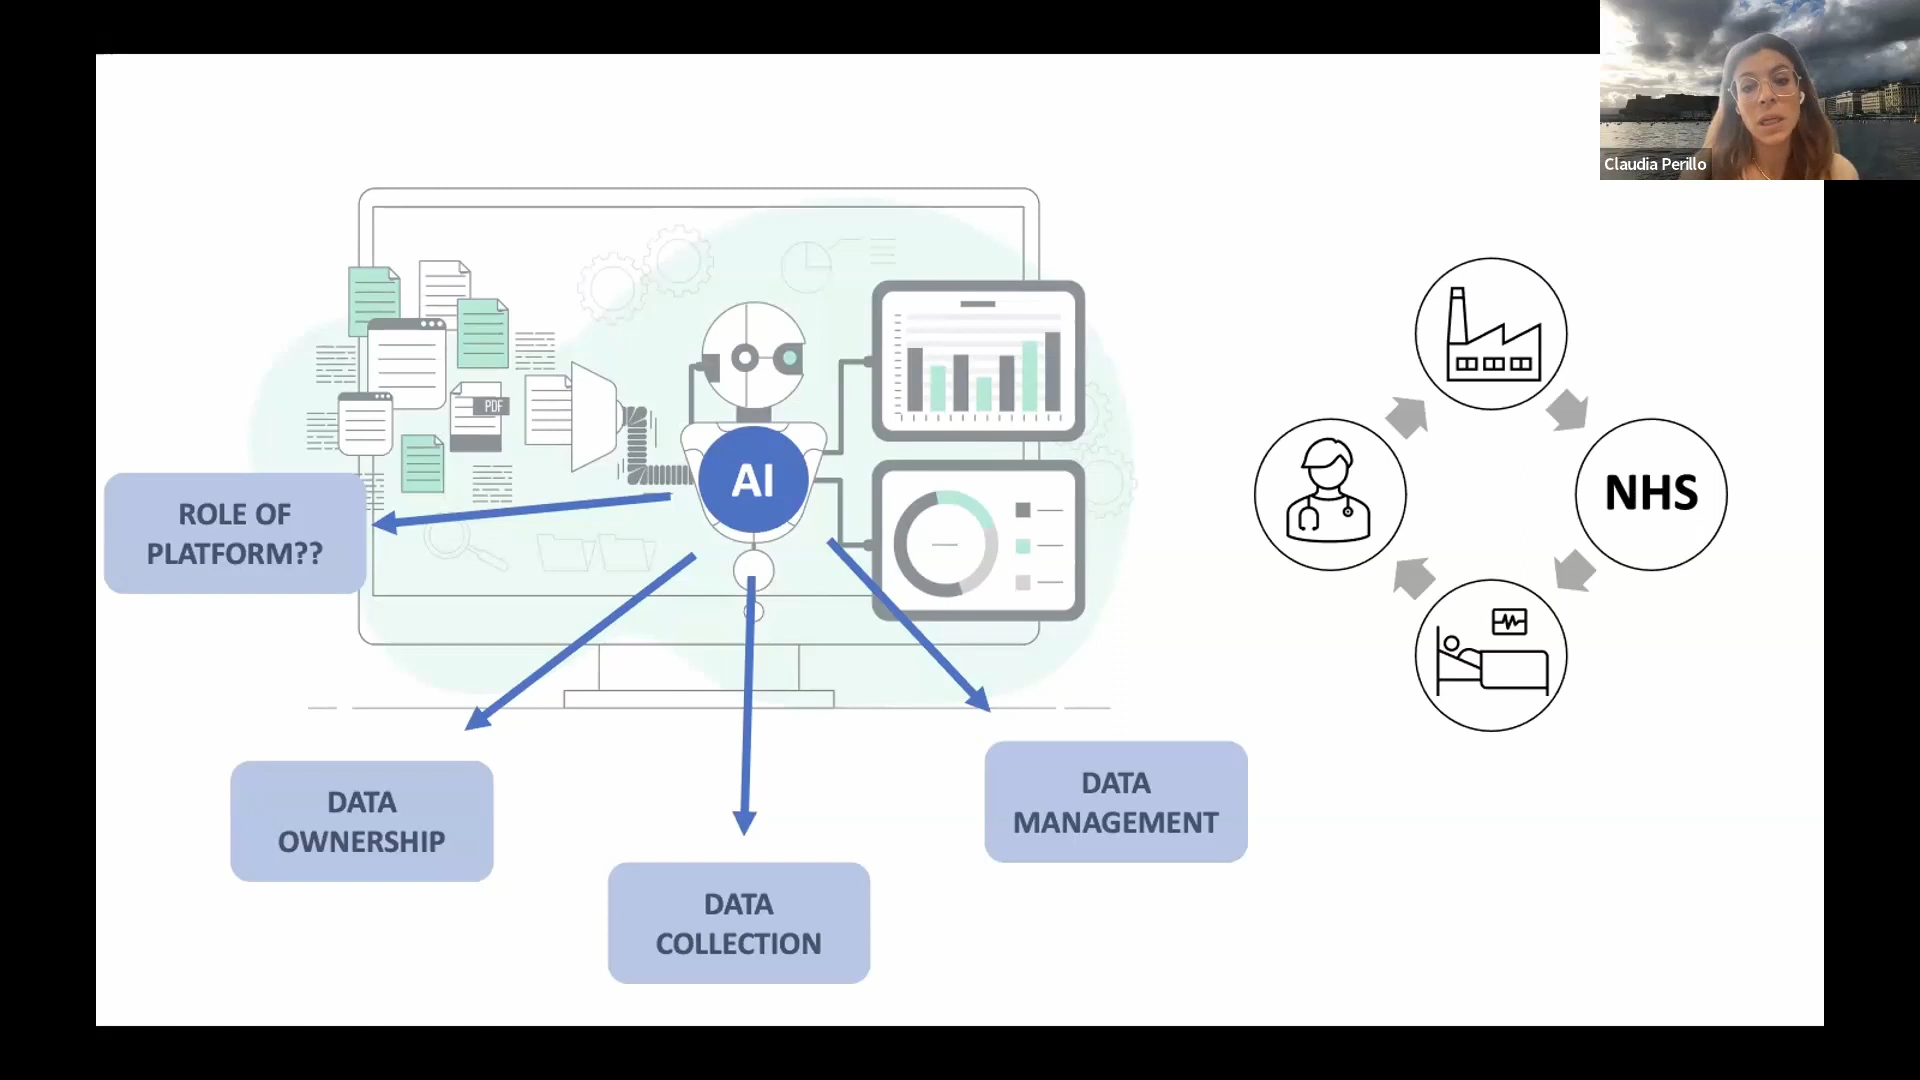 Claudia Perillo
PDF
AI
NHS
ROLE OF
PLATFORM??
DATA
OWNERSHIP
DATA
COLLECTION
DATA
MANAGEMENT